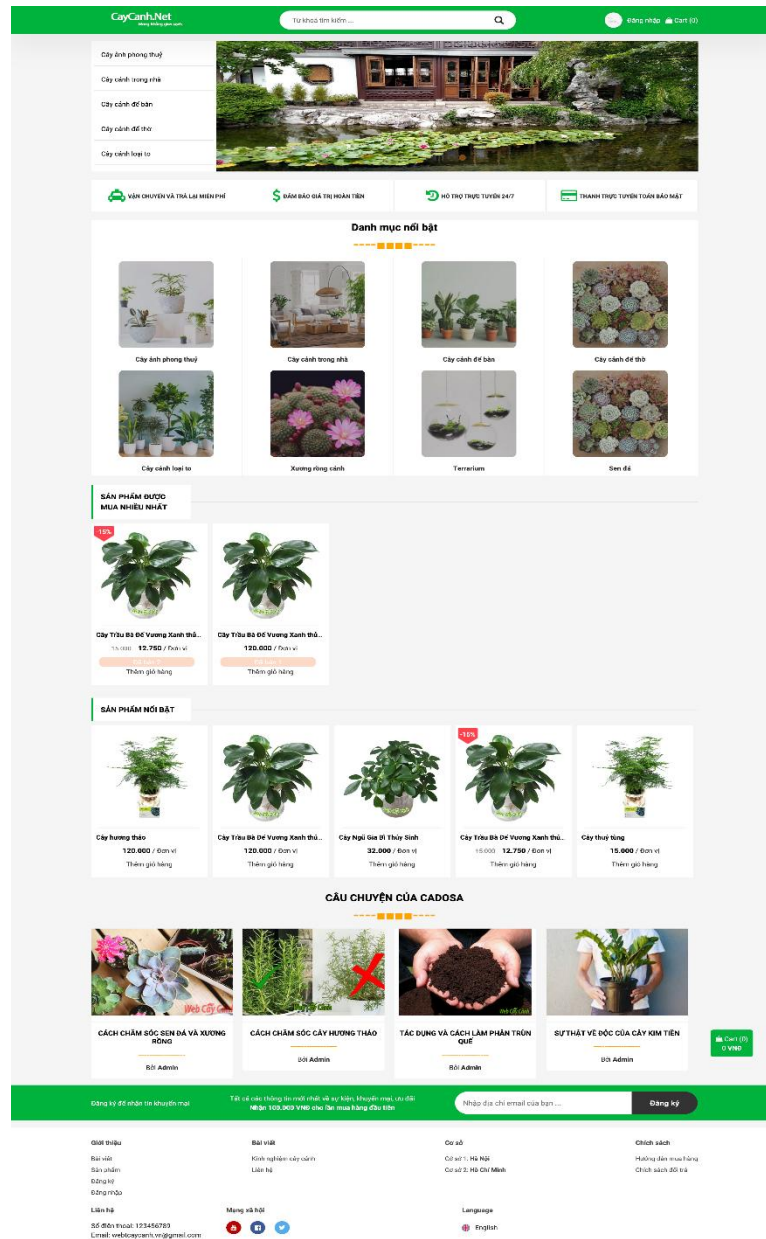 CayCanh.Net
Từ khóa tìm kiếm ...
Đăng nhập Cart (0)
Cây ảnh phong thuỷ
Cây cảnh trong nhà
Cây cảnh để bàn
Cây cảnh để thờ
Cây cảnh loại to
VẬN CHUYỂN VÀ TRẢ LẠI MIỄN PHÍ
ĐẢM BẢO GIÁ TRỊ HOÀN TIỀN
HỖ TRỢ TRỰC TUYẾN 24/7
THANH TRỰC TUYẾN TOÁN BẢO MẬT
Danh mục nổi bật
Cây ảnh phong thuỷ
Cây cảnh trong nhà
Cây cảnh để bàn
Cây cảnh để thờ
Cây cảnh loại to
Xương rồng cảnh
Terrarium
Sen đá
SẢN PHẨM ĐƯỢC
MUA NHIỀU NHẤT
-15%
Cây Trầu Bà Đế Vương Xanh thủ...
15.000 12.750 / Đơn vị
Thêm giỏ hàng
Cây Trầu Bà Đế Vương Xanh thủ...
120.000 / Đơn vị
Thêm giỏ hàng
SẢN PHẨM NỔI BẬT
Cây hương thảo
120.000 / Đơn vị
Thêm giỏ hàng
Cây Trầu Bà Đế Vương Xanh thủ...
120.000 / Đơn vị
Thêm giỏ hàng
Cây Ngũ Gia Bì Thủy Sinh
32.000 / Đơn vị
Thêm giỏ hàng
-15%
Cây Trầu Bà Đế Vương Xanh thủ...
15.000 12.750 / Đơn vị
Thêm giỏ hàng
Cây thuỷ tùng
15.000 / Đơn vị
Thêm giỏ hàng
CÂU CHUYỆN CỦA CADOSA
Web Cây Cảnh
CÁCH CHĂM SÓC SEN ĐÁ VÀ XƯƠNG
RỒNG
Bởi Admin
Web Cây Cảnh
CÁCH CHĂM SÓC CÂY HƯƠNG THẢO
Bởi Admin
Web Cây Cảnh
TÁC DỤNG VÀ CÁCH LÀM PHÂN TRÙN
QUẾ
Bởi Admin
SỰ THẬT VỀ ĐỘC CỦA CÂY KIM TIỀN
Bởi Admin
Cart (0)
0 VNĐ
Đăng ký để nhận tin khuyến mại
Tất cả các thông tin mới nhất về sự kiện, khuyến mại, ưu đãi
Nhận 100.000 VNĐ cho lần mua hàng đầu tiên
Nhập địa chỉ email của bạn ...
Đăng ký
Giới thiệu
Bài viết
Sản phẩm
Đăng ký
Đăng nhập
Bài viết
Kinh nghiệm cây cảnh
Liên hệ
Cơ sở
Cơ sở 1: Hà Nội
Cơ sở 2: Hồ Chí Minh
Chích sách
Hướng dẫn mua hàng
Chích sách đổi trả
Liên hệ
Số điện thoại: 123456789
Email: webtcaycanh.vn@gmail.com
Mạng xã hội
Language
English